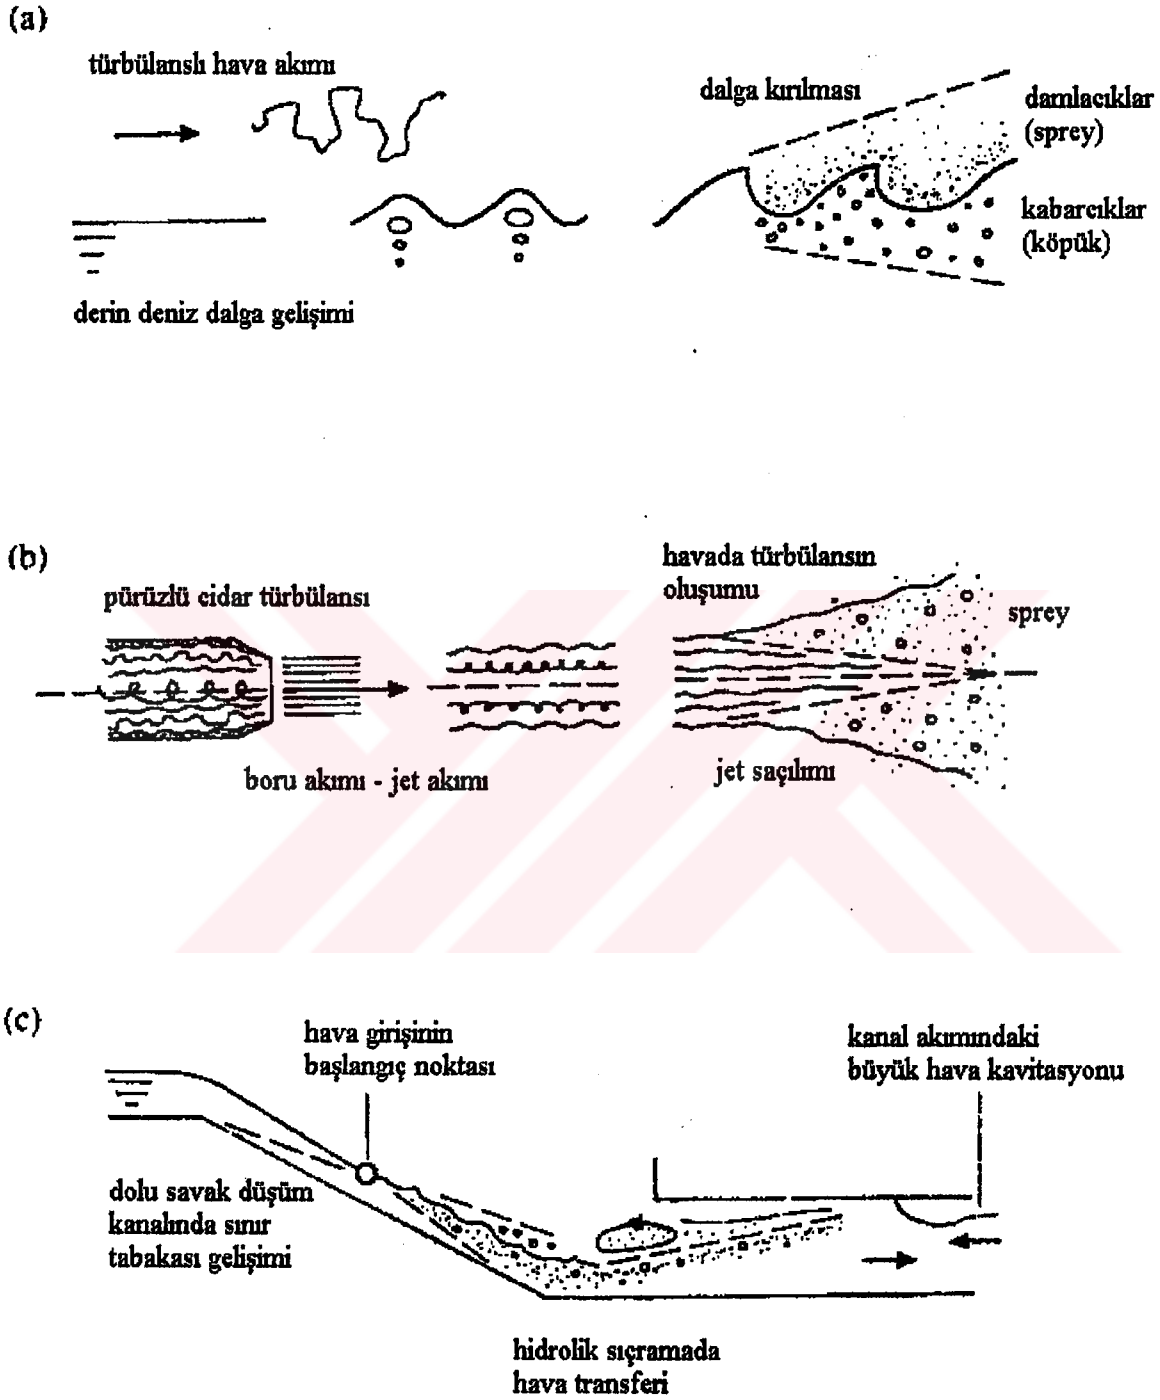 (a)
türbülanslı hava akımı
dalga kırılması
damlacıklar
(sprey)
kabarcıklar
(köpük)
derin deniz dalga gelişimi
(b)
pürüzlü cidar türbülansı
havada türbülansın
oluşumu
sprey
boru akımı - jet akımı
jet saçılımı
(c)
hava girişinin
başlangıç noktası
kanal akımındaki
büyük hava kavitasyonu
dolu savak düşüm
kanalında sınır
tabakası gelişimi
hidrolik sıçramada
hava transferi